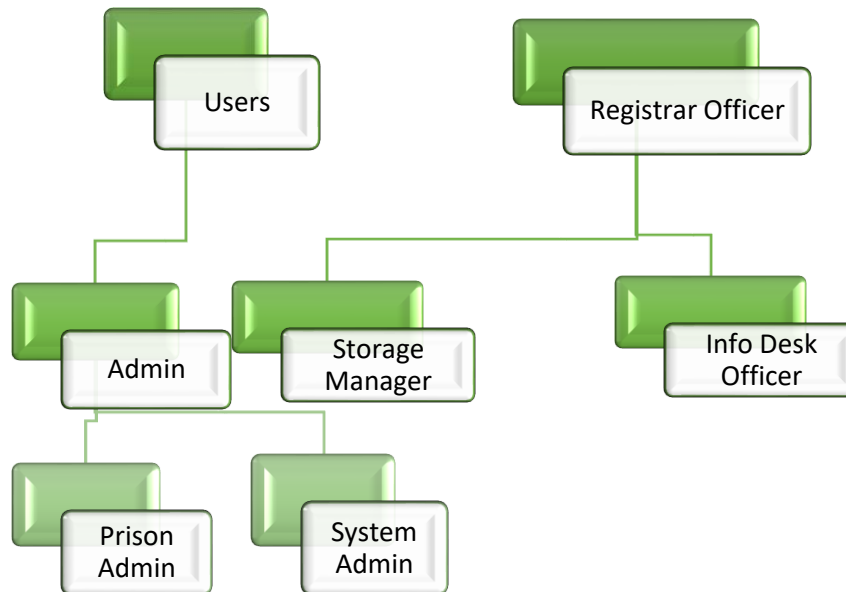 Users
Registrar Officer
Admin
Storage
Manager
Info Desk
Officer
Prison
Admin
System
Admin